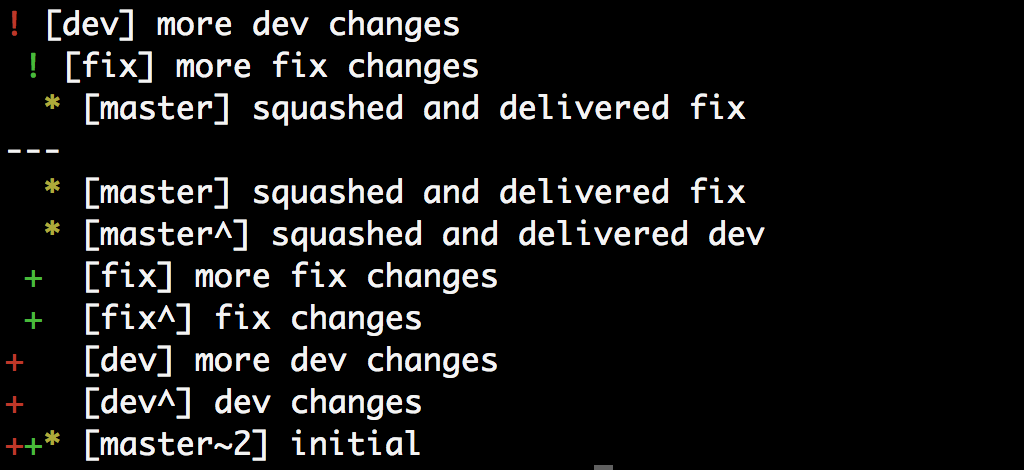 ! [dev] more dev changes
 ! [fix] more fix changes
  * [master] squashed and delivered fix
---
  * [master] squashed and delivered fix
  * [master^] squashed and delivered dev
 +  [fix] more fix changes
 +  [fix^] fix changes
+   [dev] more dev changes
+   [dev^] dev changes
++* [master~2] initial